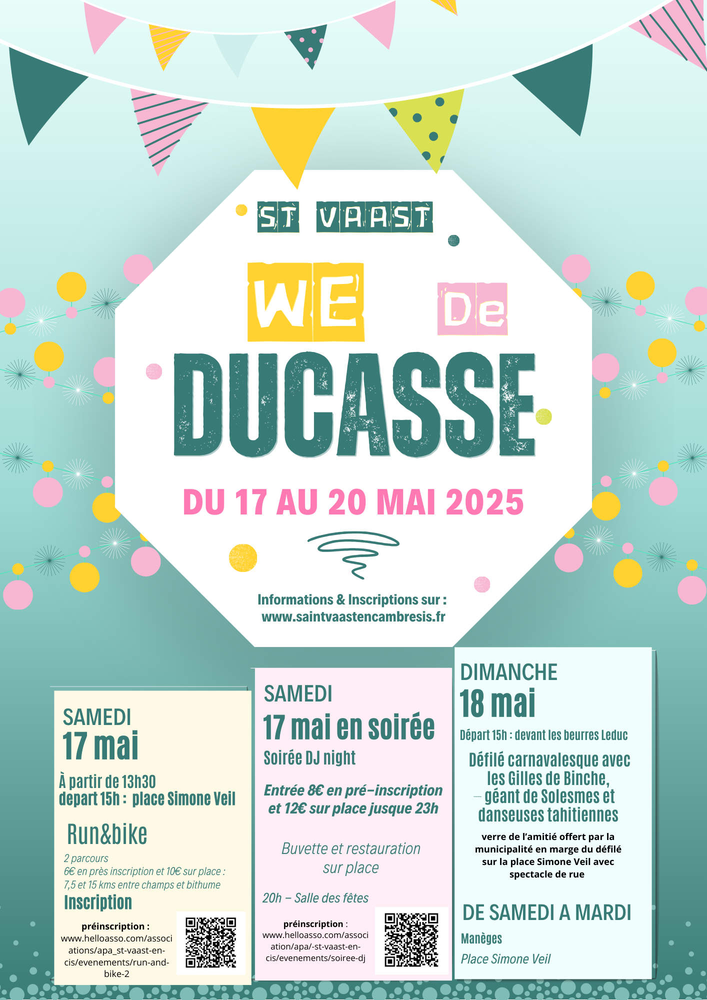 ST VAAST
WE De
DUCASSE
DU 17 AU 20 MAI 2025
Informations & Inscriptions sur :
www.saintvaastencambresis.fr
SAMEDI
17 mai
À partir de 13h30
depart 15h : place Simone Veil
Run&bike
2 parcours
6€ en près inscription et 10€ sur place :
7,5 et 15 kms entre champs et bithume
Inscription
préinscription :
www.helloasso.com/associ
ations/apa_st-vaast-en-
cis/evenements/run-and-
bike-2
SAMEDI
17 mai en soirée
Soirée DJ night
Entrée 8€ en pré-inscription
et 12€ sur place jusque 23h
Buvette et restauration
sur place
20h - Salle des fêtes
préinscription :
www.helloasso.com/associ
ation/apa/-st-vaast-en-
cis/evenements/soiree-dj
DIMANCHE
18 mai
Départ 15h : devant les beurres Leduc
Défilé carnavalesque avec
les Gilles de Binche,
géant de Solesmes et
danseuses tahitiennes
verre de l'amitié offert par la
municipalité en marge du défilé
sur la place Simone Veil avec
spectacle de rue
DE SAMEDI A MARDI
Manèges
Place Simone Veil